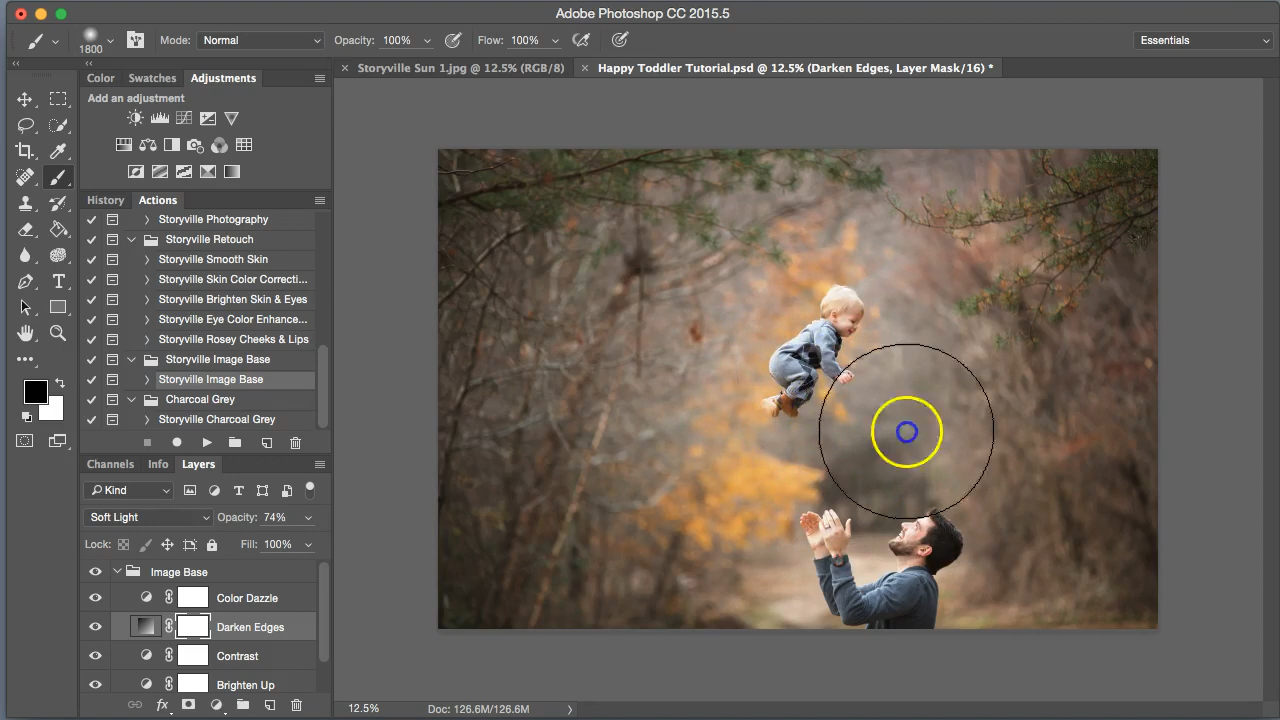 Adobe Photoshop CC 2015.5
1800 Mode: Normal Opacity: 100% Flow: 100% Essentials
Storyville Sun 1.jpg @ 12.5% (RGB/8) Happy Toddler Tutorial.psd @ 12.5% (Darken Edges, Layer Mask/16) *
Color Swatches Adjustments
Add an adjustment
History Actions
Storyville Photography
Storyville Retouch
Storyville Smooth Skin
Storyville Skin Color Correcti...
Storyville Brighten Skin & Eyes
Storyville Eye Color Enhance...
Storyville Rosey Cheeks & Lips
Storyville Image Base
Storyville Image Base
Charcoal Grey
Storyville Charcoal Grey
Channels Info Layers
Kind
Soft Light Opacity: 74%
Lock: Fill: 100%
Image Base
Color Dazzle
Darken Edges
Contrast
Brighten Up
fx
12.5% Doc: 126.6M/126.6M